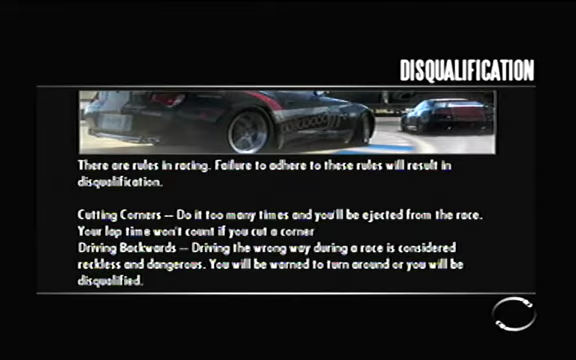 DISQUALIFICATION
There are rules in racing. Failure to adhere to these rules will result in
disqualification.
Cutting Corners – Do it too many times and you'll be ejected from the race.
Your lap time won't count if you cut a corner
Driving Backwards – Driving the wrong way during a race is considered
reckless and dangerous. You will be warned to turn around or you will be
disqualified.